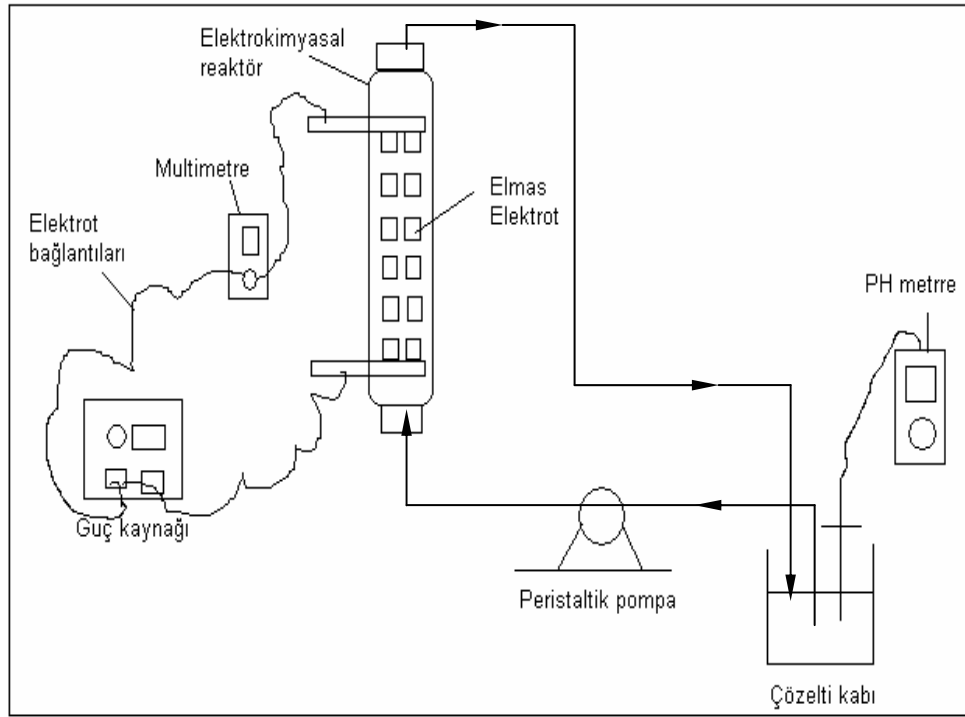 Elektrokimyasal
reaktör
Multimetre
Elmas
Elektrot
Elektrot
bağlantıları
PH metrre
Güç kaynağı
Peristaltik pompa
Çözelti kabı